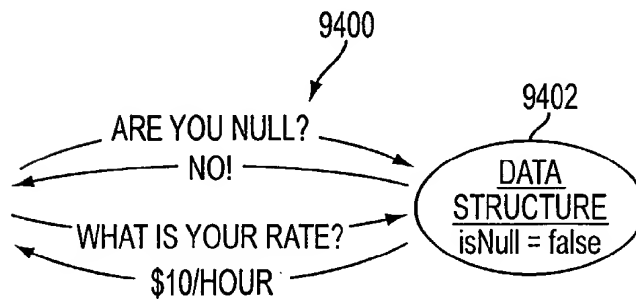 9400
9402
ARE YOU NULL?
NO!
WHAT IS YOUR RATE?
$10/HOUR
DATA
STRUCTURE
isNull = false